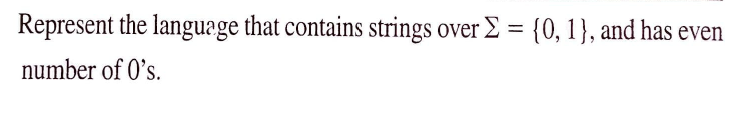 Represent the language that contains strings over Σ = {0, 1}, and has even
number of 0's.